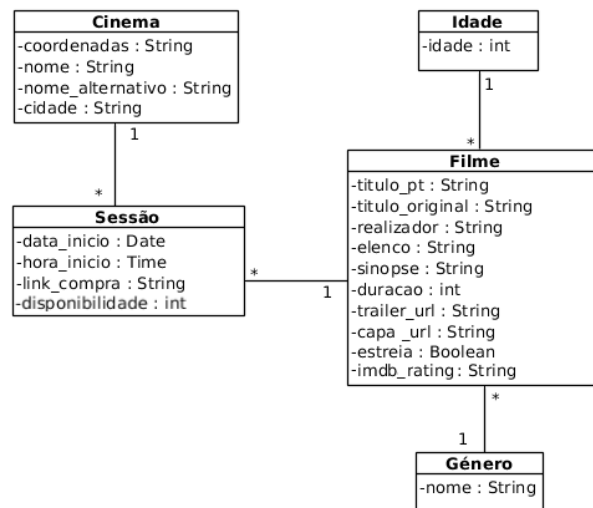 Cinema
-coordenadas : String
-nome : String
-nome_alternativo : String
-cidade : String
1
*
Sessão
-data_inicio : Date
-hora_inicio : Time
-link_compra : String
-disponibilidade : int
*
1
Idade
-idade : int
1
*
Filme
-titulo_pt : String
-titulo_original : String
-realizador : String
-elenco : String
-sinopse : String
-duracao : int
-trailer_url : String
-capa _url : String
-estreia : Boolean
-imdb_rating : String
*
1
Género
-nome : String